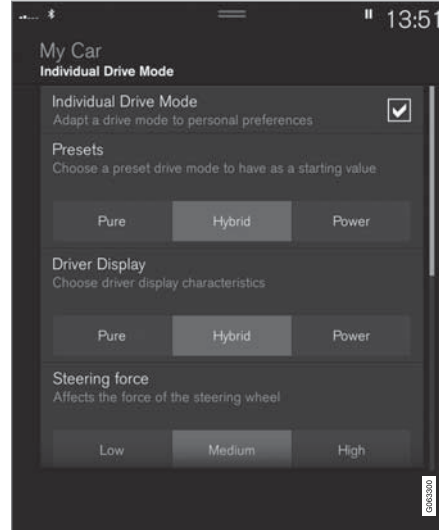 13:51
My Car
Individual Drive Mode
Individual Drive Mode
Adapt a drive mode to personal preferences
Presets
Choose a preset drive mode to have as a starting value
Pure Hybrid Power
Driver Display
Choose driver display characteristics
Pure Hybrid Power
Steering force
Affects the force of the steering wheel
Low Medium High
G063300